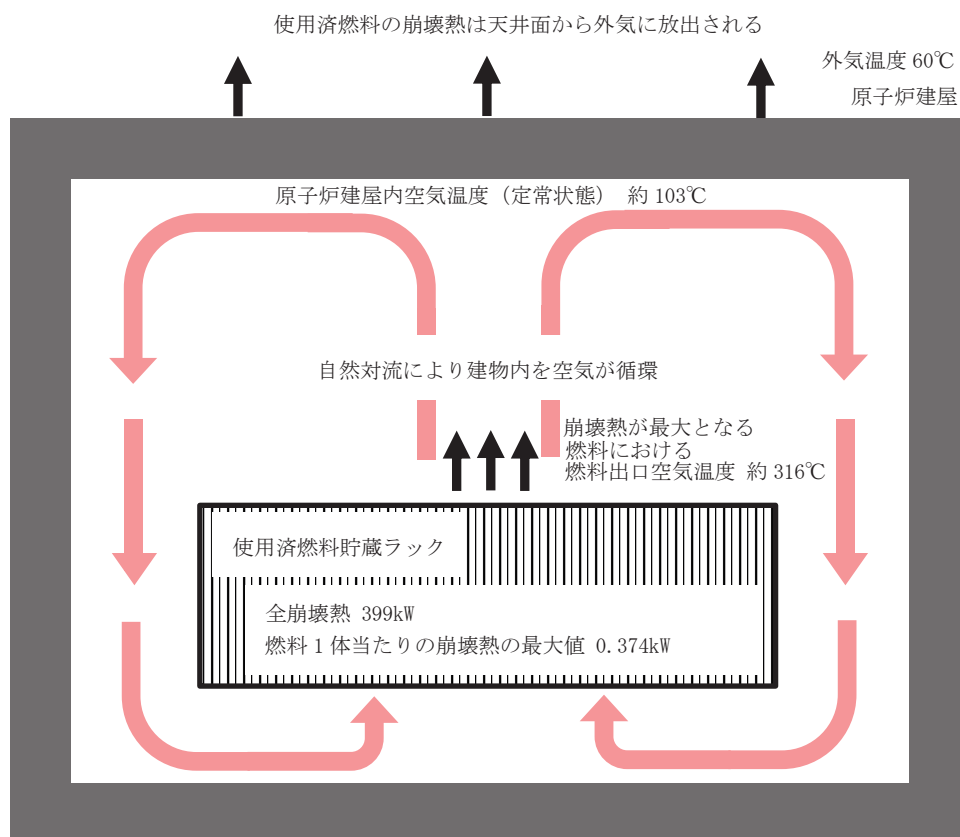 使用済燃料の崩壊熱は天井面から外気に放出される
外気温度 60℃
原子炉建屋
原子炉建屋内空気温度（定常状態） 約 103℃
自然対流により建物内を空気が循環
崩壊熱が最大となる
燃料における
燃料出口空気温度 約 316℃
使用済燃料貯蔵ラック
全崩壊熱 399kW
燃料 1 体当たりの崩壊熱の最大値 0.374kW